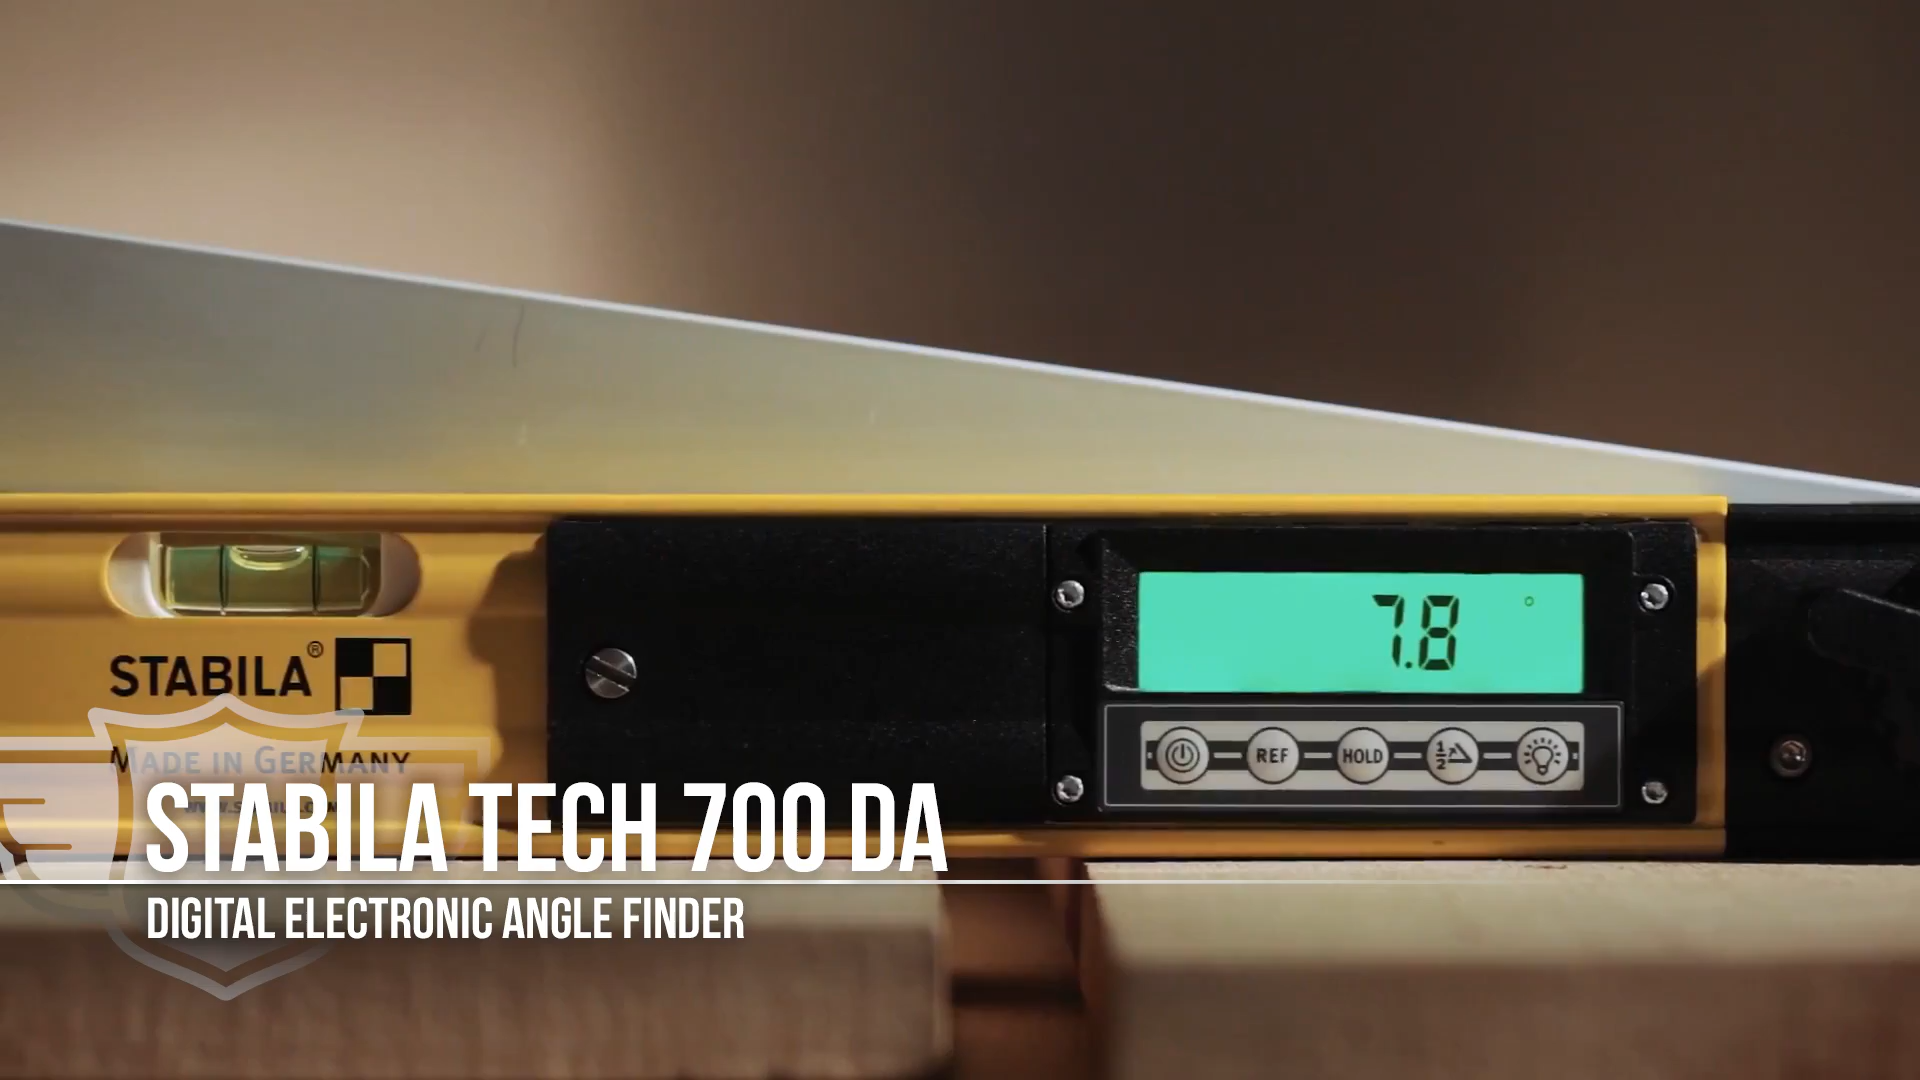 7.8°
STABILA®
REF
HOLD
1/2
MADE IN GERMANY
STABILA TECH 700 DA
DIGITAL ELECTRONIC ANGLE FINDER